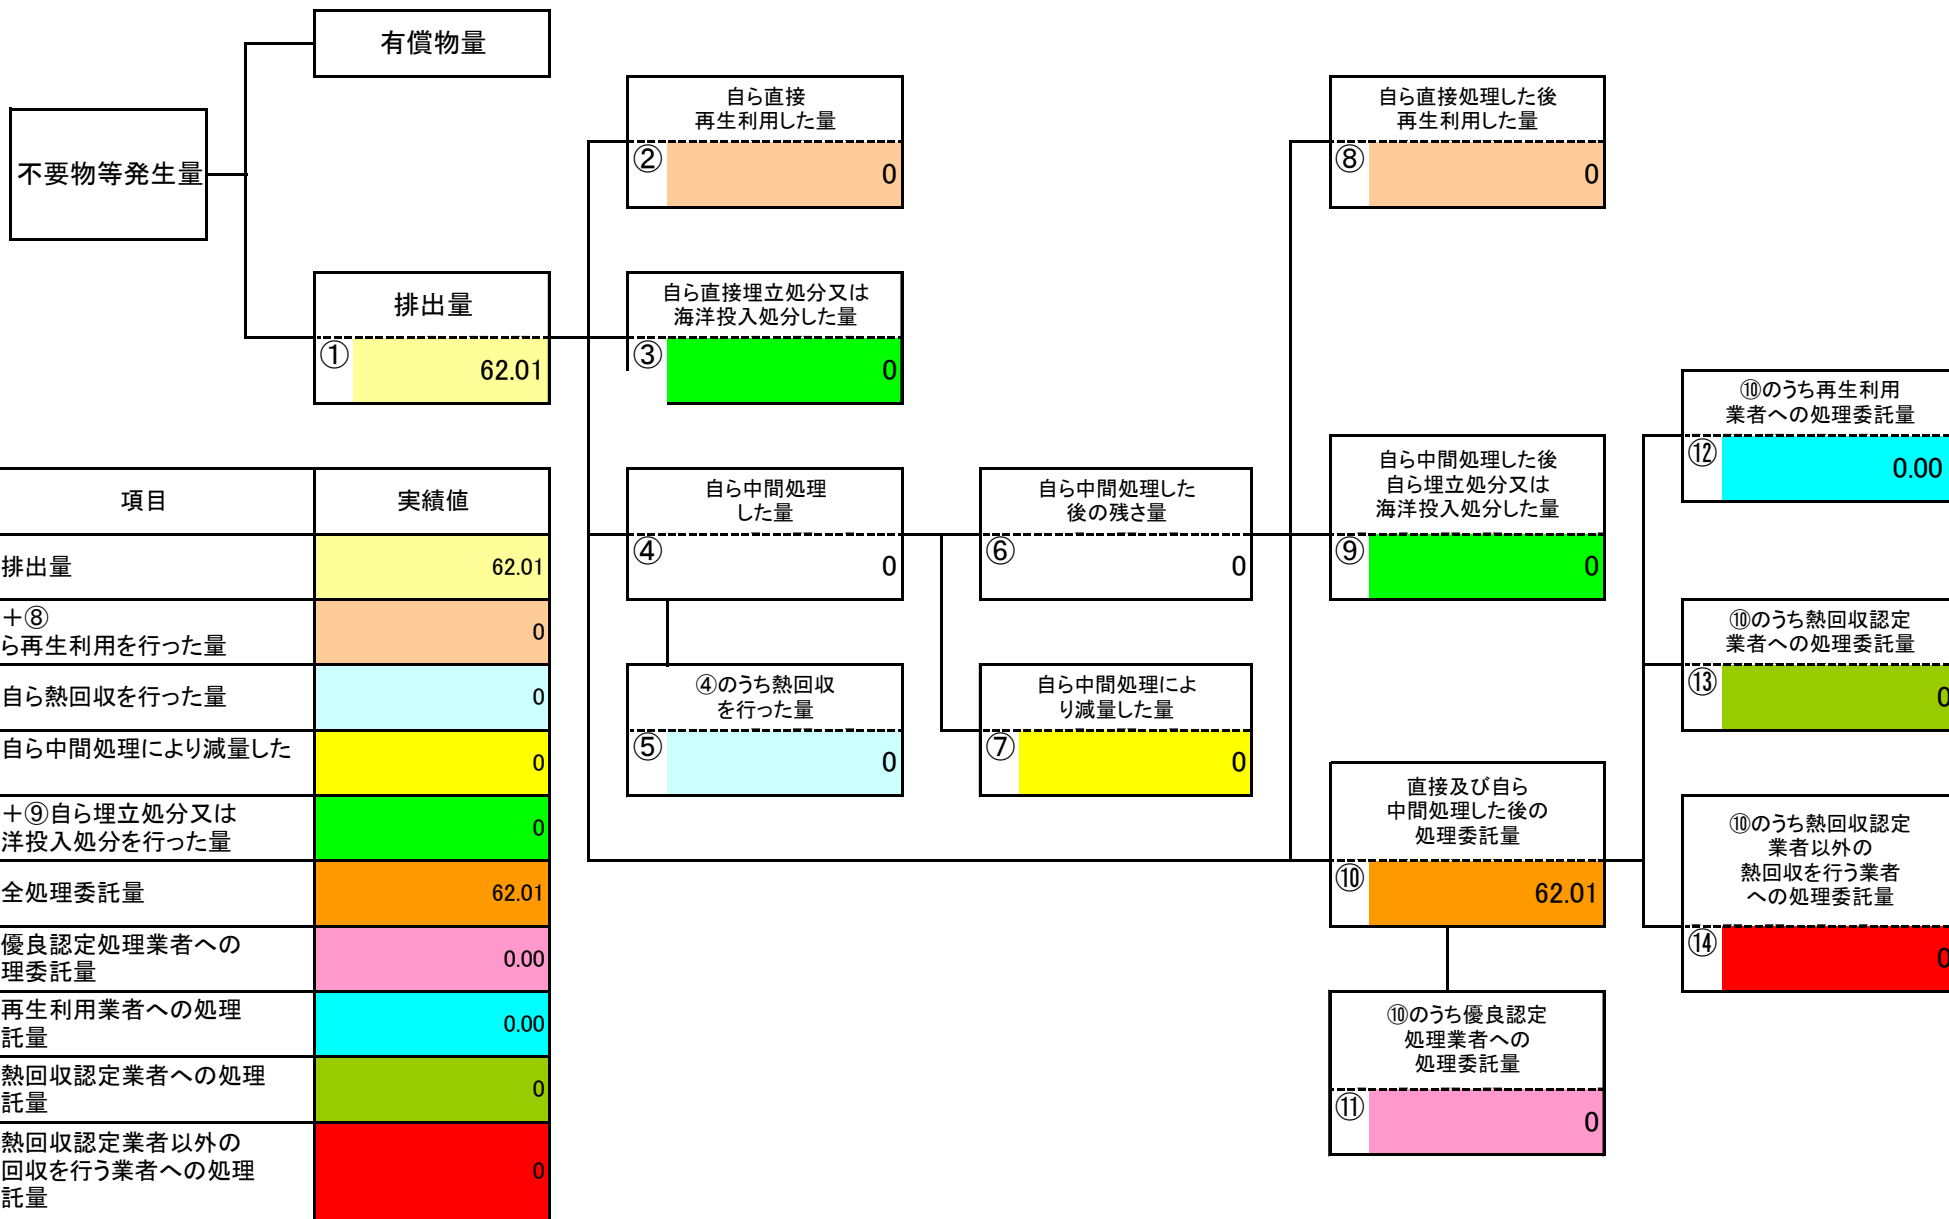 有償物量
不要物等発生量
排出量
①
62.01
自ら直接
再生利用した量
②
0
自ら直接埋立処分又は
海洋投入処分した量
③
0
自ら中間処理
した量
④
0
④のうち熱回収
を行った量
⑤
0
自ら中間処理した
後の残さ量
⑥
0
自ら中間処理によ
り減量した量
⑦
0
自ら直接処理した後
再生利用した量
⑧
0
自ら中間処理した後
自ら埋立処分又は
海洋投入処分した量
⑨
0
直接及び自ら
中間処理した後の
処理委託量
⑩
62.01
⑩のうち優良認定
処理業者への
処理委託量
⑪
0
⑩のうち再生利用
業者への処理委託量
⑫
0.00
⑩のうち熱回収認定
業者への処理委託量
⑬
0
⑩のうち熱回収認定
業者以外の
熱回収を行う業者
への処理委託量
⑭
0
項目 実績値
排出量 62.01
＋⑧
ら再生利用を行った量 0
自ら熱回収を行った量 0
自ら中間処理により減量した 0
＋⑨自ら埋立処分又は
洋投入処分を行った量 0
全処理委託量 62.01
優良認定処理業者への
理委託量 0.00
再生利用業者への処理
託量 0.00
熱回収認定業者への処理
託量 0
熱回収認定業者以外の
回収を行う業者への処理
託量 0